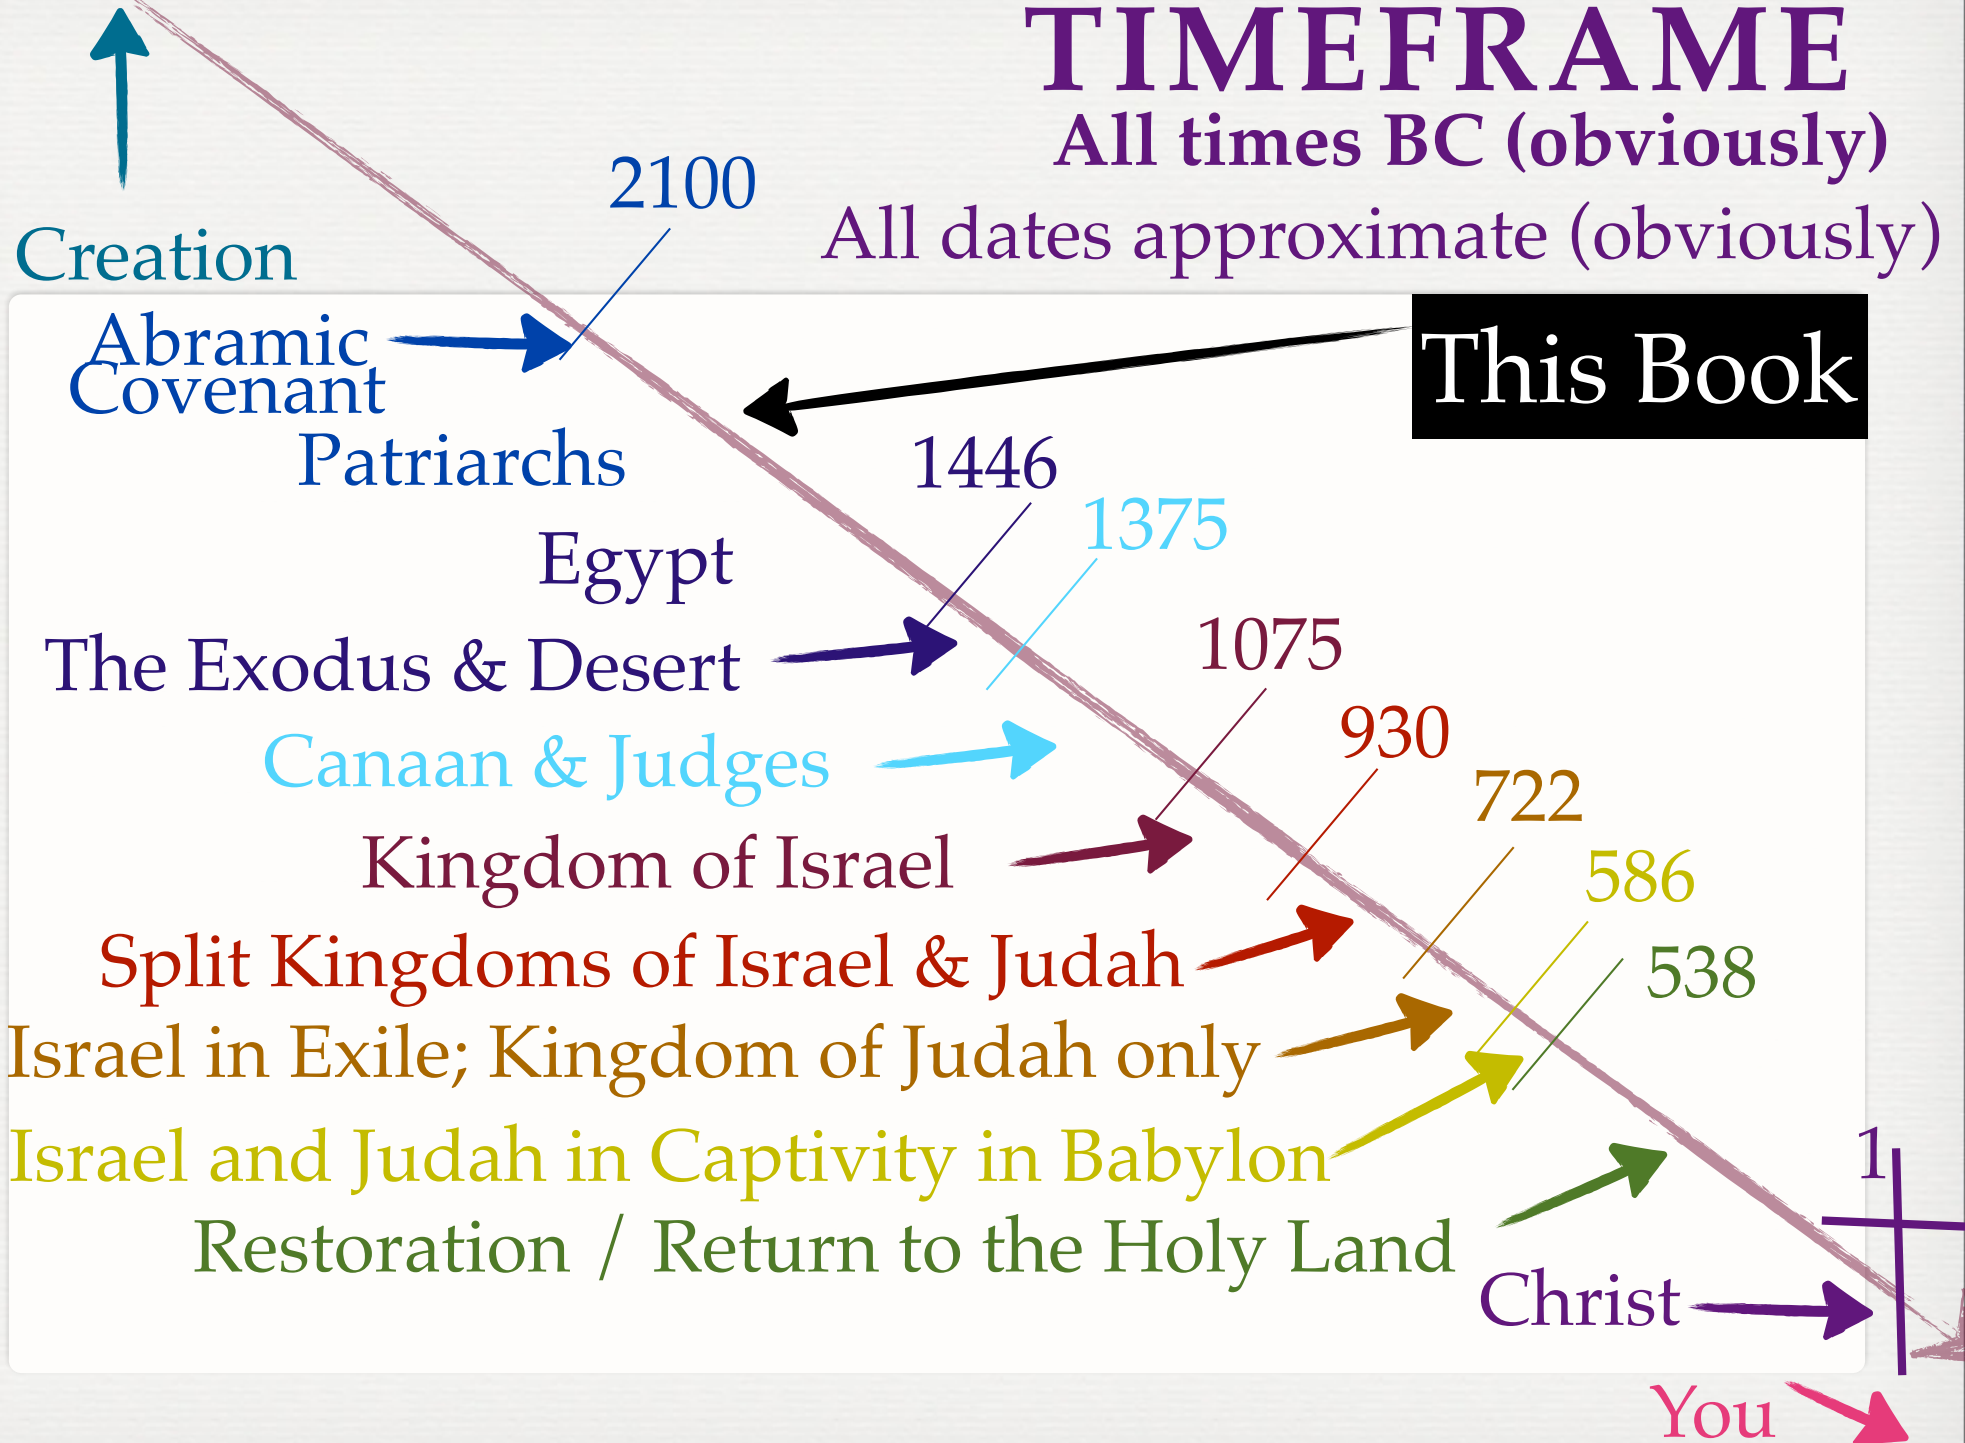 TIMEFRAME
All times BC (obviously)
All dates approximate (obviously)
2100
Creation
Abramic
Covenant
This Book
Patriarchs
1446
1375
Egypt
The Exodus & Desert
1075
Canaan & Judges
930
722
Kingdom of Israel
586
Split Kingdoms of Israel & Judah
538
Israel in Exile; Kingdom of Judah only
Israel and Judah in Captivity in Babylon
1
Restoration / Return to the Holy Land
Christ
You